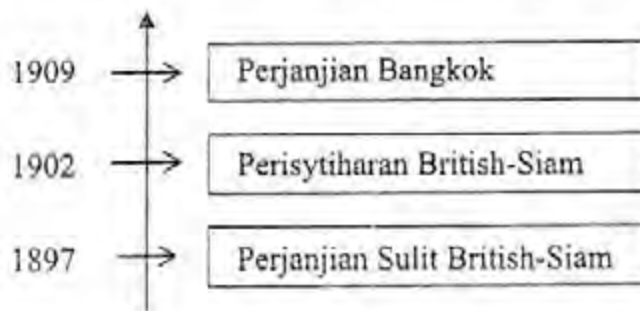 1909 Perjanjian Bangkok
1902 Perisytiharan British-Siam
1897 Perjanjian Sulit British-Siam